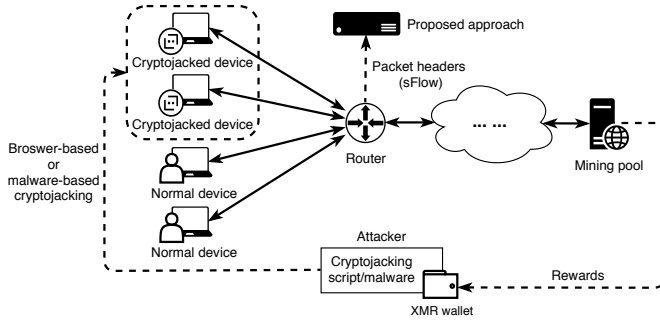 Proposed approach
Cryptojacked device
Packet headers
(sFlow)
Cryptojacked device
... ...
Broswer-based
or
malware-based
cryptojacking
Router
Mining pool
Normal device
Normal device
Attacker
Cryptojacking
script/malware
Rewards
XMR wallet